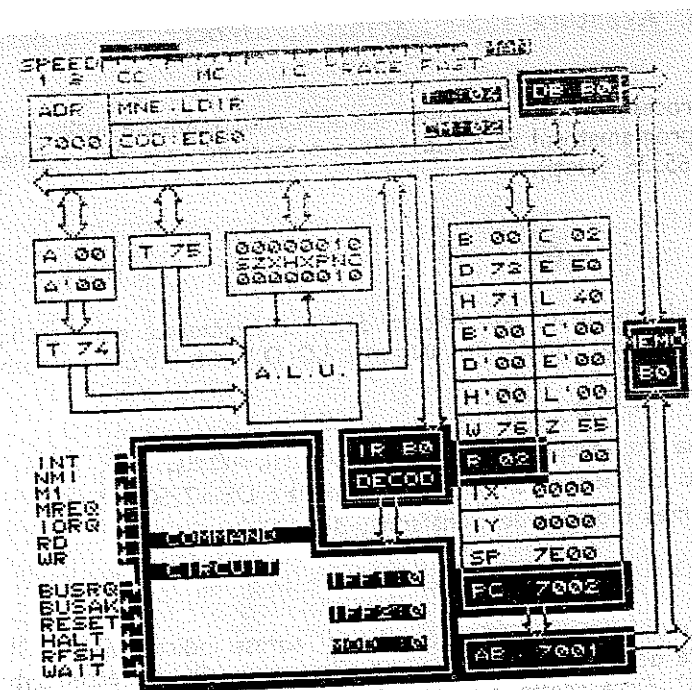 SPEED
1 2 CC MC IC TRACE FAST
ADR MNE:LDIR
7000 COD:EDB0
DB B0
A 00
A'00
T 75
00000010
SZXHXPNC
00000010
T 74
A.L.U.
B 00 C 02
D 72 E 50
H 71 L 40
B'00 C'00
D'00 E'00
H'00 L'00
W 76 Z 55
R 02 I 00
IX 0000
IY 0000
SP 7E00
PC 7002
AB 7001
MEMO
B0
IR B0
DECOD
INT
NMI
M1
MREQ
IORQ
RD
WR
BUSRQ
BUSAK
RESET
HALT
RFSH
WAIT
COMMAND
CIRCUIT
IFF1:0
IFF2:0